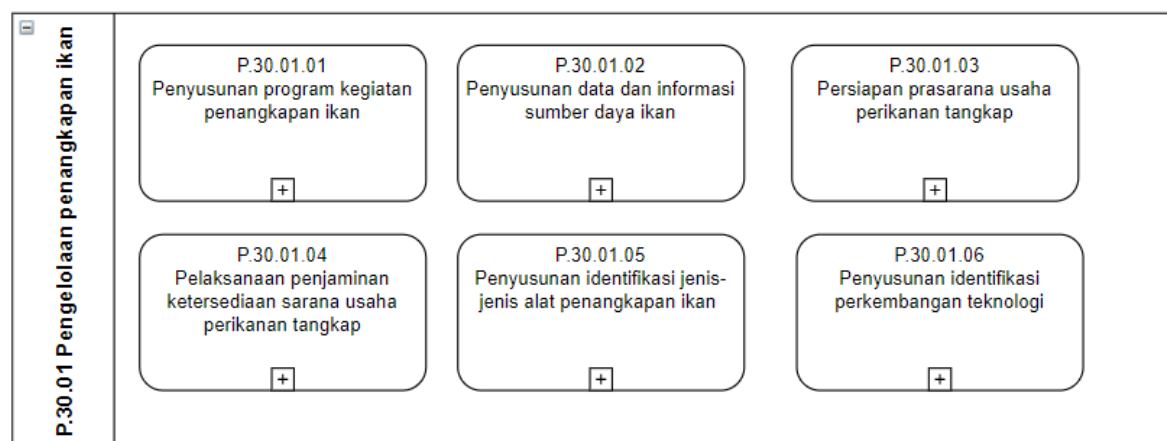 P.30.01 Pengelolaan penangkapan ikan
P.30.01.01
Penyusunan program kegiatan
penangkapan ikan
+
P.30.01.02
Penyusunan data dan informasi
sumber daya ikan
+
P.30.01.03
Persiapan prasarana usaha
perikanan tangkap
+
P.30.01.04
Pelaksanaan penjaminan
ketersediaan sarana usaha
perikanan tangkap
+
P.30.01.05
Penyusunan identifikasi jenis-
jenis alat penangkapan ikan
+
P.30.01.06
Penyusunan identifikasi
perkembangan teknologi
+